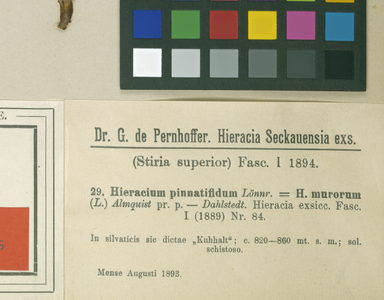 E.
Dr. G. de Pernhoffer. Hieracia Seckauensia exs.
(Stiria superior) Fasc. I 1894.
29. Hieracium pinnatifidum Lönnr. = H. murorum
(L.) Almquist pr. p. — Dahlstedt. Hieracia exsicc. Fasc.
I (1889) Nr. 84.
In silvaticis sic dictae „Kuhhalt“; c. 820—860 mt. s. m.; sol.
schistoso.
Mense Augusti 1893.